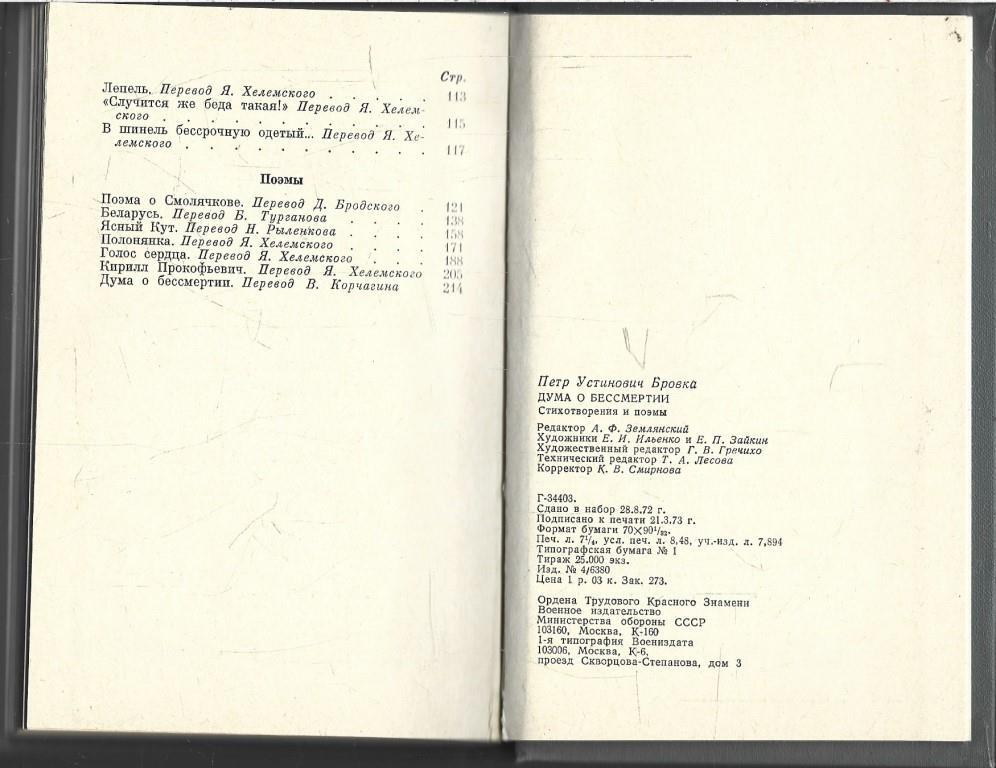 Стр.
Лепель. Перевод Я. Хелемского . . . . . 113
«Случится же беда такая!» Перевод Я. Хелем-
ского . . . . . . . . . . . 115
В шинель бессрочную одетый... Перевод Я. Хе-
лемского . . . . . . . . . . 117
Поэмы
Поэма о Смолячкове. Перевод Д. Бродского . 121
Беларусь. Перевод В. Турганова . . . . 138
Ясный Кут. Перевод Н. Рыленкова . . . . 158
Полонянка. Перевод Я. Хелемского . . . . 171
Голос сердца. Перевод Я. Хелемского . . . 188
Кирилл Прокофьевич. Перевод Я. Хелемского 205
Дума о бессмертии. Перевод В. Корчагина 214
Петр Устинович Бровка
ДУМА О БЕССМЕРТИИ
Стихотворения и поэмы
Редактор А. Ф. Землянский
Художники Е. И. Ильенко и Е. П. Зайкин
Художественный редактор Г. В. Гречихо
Технический редактор Т. А. Лесова
Корректор К. В. Смирнова
Г-34403.
Сдано в набор 28.8.72 г.
Подписано к печати 21.3.73 г.
Формат бумаги 70×90¹/₃₂.
Печ. л. 7¹/₄, усл. печ. л. 8,48, уч.-изд. л. 7,894
Типографская бумага № 1
Тираж 25.000 экз.
Изд. № 4/6380
Цена 1 р. 03 к. Зак. 273.
Ордена Трудового Красного Знамени
Военное издательство
Министерства обороны СССР
103160, Москва, К-160
1-я типография Воениздата
103006, Москва, К-6,
проезд Скворцова-Степанова, дом 3